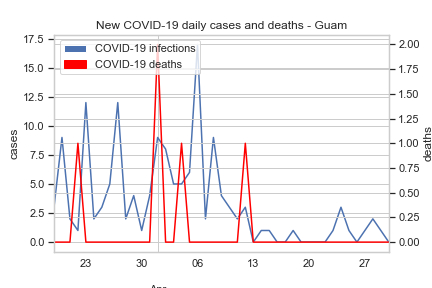 New COVID-19 daily cases and deaths - Guam
COVID-19 infections
COVID-19 deaths
cases
17.5
15.0
12.5
10.0
7.5
5.0
2.5
0.0
deaths
2.00
1.75
1.50
1.25
1.00
0.75
0.50
0.25
0.00
23 30 06 13 20 27